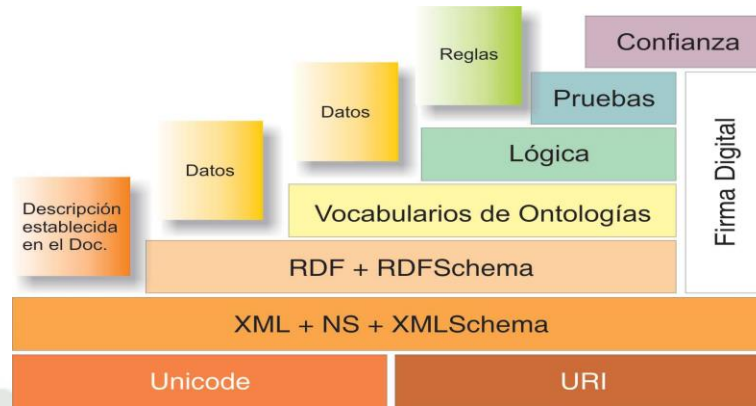 Confianza
Reglas
Pruebas
Datos
Lógica
Firma Digital
Datos
Vocabularios de Ontologías
Descripción
establecida
en el Doc.
RDF + RDFSchema
XML + NS + XMLSchema
Unicode
URI